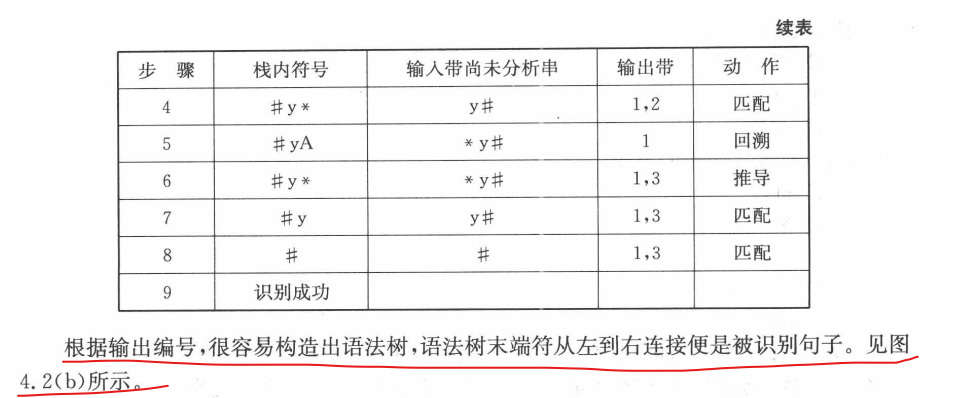 续表
步 骤 栈内符号 输入带尚未分析串 输出带 动 作
4 #y* y# 1,2 匹配
5 #yA *y# 1 回溯
6 #y* *y# 1,3 推导
7 #y y# 1,3 匹配
8 # # 1,3 匹配
9 识别成功
根据输出编号,很容易构造出语法树,语法树末端符从左到右连接便是被识别句子。见图
4.2(b)所示。